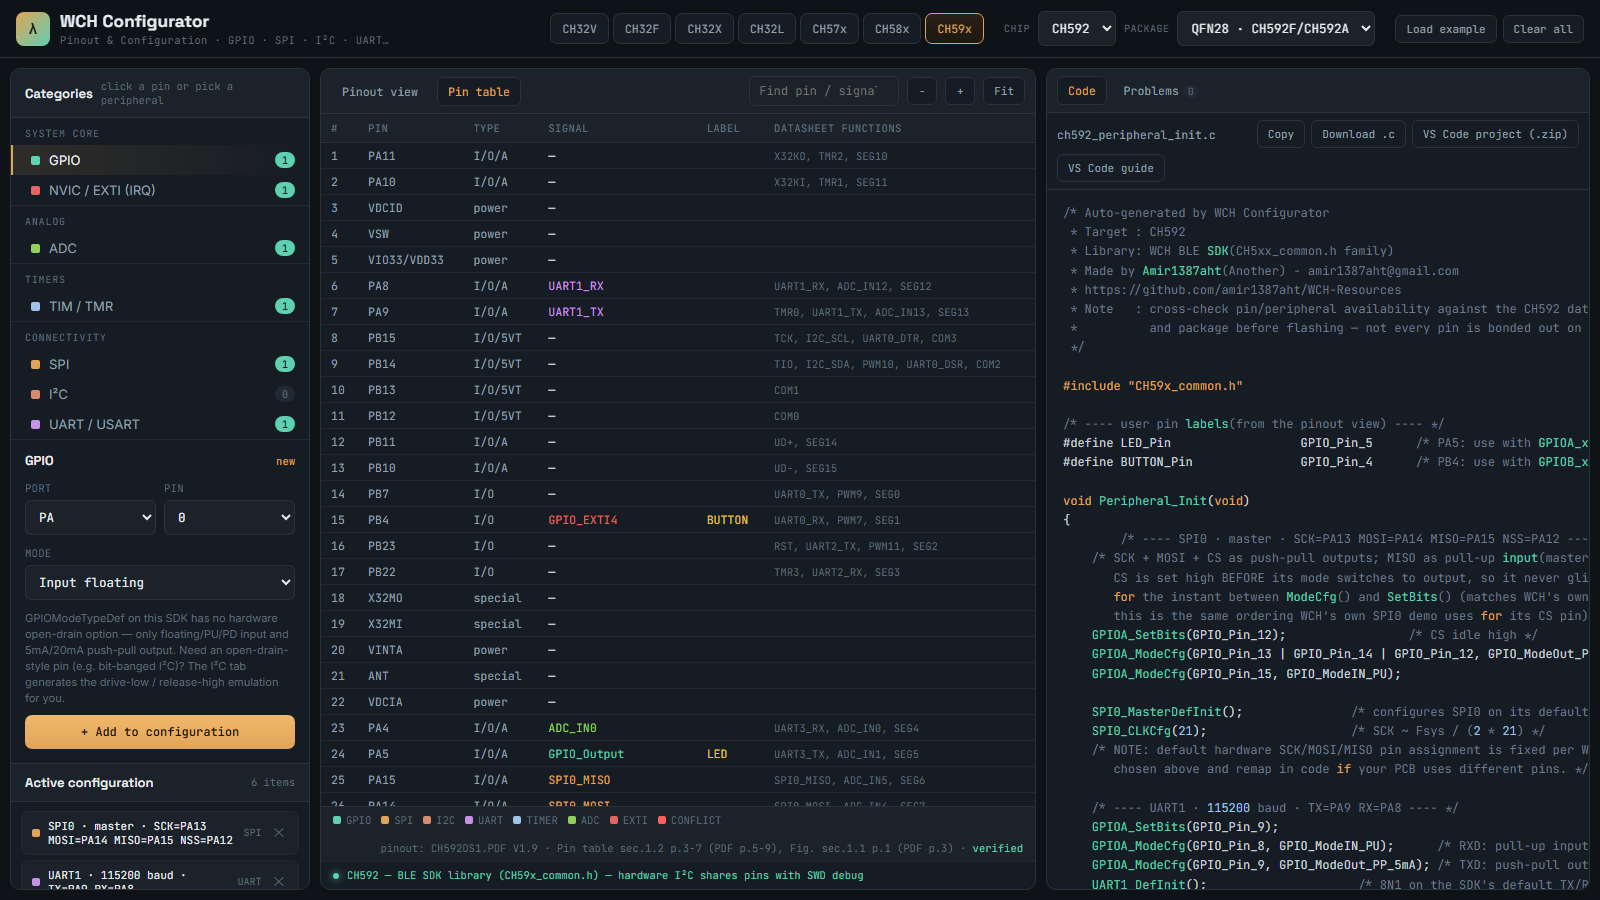 λ
WCH Configurator
Pinout & Configuration · GPIO · SPI · I²C · UART…
CH32V
CH32F
CH32X
CH32L
CH57x
CH58x
CH59x
CHIP
CH592
PACKAGE
QFN28 · CH592F/CH592A
Load example
Clear all
Categories
click a pin or pick a peripheral
SYSTEM CORE
GPIO 1
NVIC / EXTI (IRQ) 1
ANALOG
ADC 1
TIMERS
TIM / TMR 1
CONNECTIVITY
SPI 1
I²C 0
UART / USART 1
GPIO new
PORT PIN
PA 0
MODE
Input floating
GPIOModeTypeDef on this SDK has no hardware
open-drain option — only floating/PU/PD input and
5mA/20mA push-pull output. Need an open-drain-
style pin (e.g. bit-banged I²C)? The I²C tab
generates the drive-low / release-high emulation
for you.
+ Add to configuration
Active configuration 6 items
SPI0 · master · SCK=PA13
MOSI=PA14 MISO=PA15 NSS=PA12
SPI
UART1 · 115200 baud ·
TX=PA9 RX=PA8
UART
Pinout view
Pin table
Find pin / signal
-
+
Fit
# PIN TYPE SIGNAL LABEL DATASHEET FUNCTIONS
1 PA11 I/O/A — X32KO, TMR2, SEG10
2 PA10 I/O/A — X32KI, TMR1, SEG11
3 VDCID power —
4 VSW power —
5 VIO33/VDD33 power —
6 PA8 I/O/A UART1_RX UART1_RX, ADC_IN12, SEG12
7 PA9 I/O/A UART1_TX TMR0, UART1_TX, ADC_IN13, SEG13
8 PB15 I/O/5VT — TCK, I2C_SCL, UART0_DTR, COM3
9 PB14 I/O/5VT — TIO, I2C_SDA, PWM10, UART0_DSR, COM2
10 PB13 I/O/5VT — COM1
11 PB12 I/O/5VT — COM0
12 PB11 I/O/A — UD+, SEG14
13 PB10 I/O/A — UD-, SEG15
14 PB7 I/O — UART0_TX, PWM9, SEG0
15 PB4 I/O GPIO_EXTI4 BUTTON UART0_RX, PWM7, SEG1
16 PB23 I/O — RST, UART2_TX, PWM11, SEG2
17 PB22 I/O — TMR3, UART2_RX, SEG3
18 X32MO special —
19 X32MI special —
20 VINTA power —
21 ANT special —
22 VDCIA power —
23 PA4 I/O/A ADC_IN0 UART3_RX, ADC_IN0, SEG4
24 PA5 I/O/A GPIO_Output LED UART3_TX, ADC_IN1, SEG5
25 PA15 I/O/A SPI0_MISO SPI0_MISO, ADC_IN5, SEG6
26 PA14 I/O/A SPI0_MOSI SPI0_MOSI, ADC_IN4, SEG7
GPIO SPI I2C UART TIMER ADC EXTI CONFLICT
pinout: CH592DS1.PDF V1.9 · Pin table sec.1.2 p.3-7 (PDF p.5-9), Fig. sec.1.1 p.1 (PDF p.3) · verified
CH592 — BLE SDK library (CH59x_common.h) — hardware I²C shares pins with SWD debug
Code
Problems 0
ch592_peripheral_init.c
Copy
Download .c
VS Code project (.zip)
VS Code guide
/* Auto-generated by WCH Configurator
* Target : CH592
* Library: WCH BLE SDK(CH5xx_common.h family)
* Made by Amir1387aht(Another) - amir1387aht@gmail.com
* https://github.com/amir1387aht/WCH-Resources
* Note : cross-check pin/peripheral availability against the CH592 dat
* and package before flashing — not every pin is bonded out on
*/
#include "CH59x_common.h"
/* ---- user pin labels(from the pinout view) ---- */
#define LED_Pin GPIO_Pin_5 /* PA5: use with GPIOA_x
#define BUTTON_Pin GPIO_Pin_4 /* PB4: use with GPIOB_x
void Peripheral_Init(void)
{
/* ---- SPI0 · master · SCK=PA13 MOSI=PA14 MISO=PA15 NSS=PA12 ---
/* SCK + MOSI + CS as push-pull outputs; MISO as pull-up input(master
CS is set high BEFORE its mode switches to output, so it never gli
for the instant between ModeCfg() and SetBits() (matches WCH's own
this is the same ordering WCH's own SPI0 demo uses for its CS pin)
GPIOA_SetBits(GPIO_Pin_12); /* CS idle high */
GPIOA_ModeCfg(GPIO_Pin_13 | GPIO_Pin_14 | GPIO_Pin_12, GPIO_ModeOut_P
GPIOA_ModeCfg(GPIO_Pin_15, GPIO_ModeIN_PU);
SPI0_MasterDefInit(); /* configures SPI0 on its default
SPI0_CLKCfg(21); /* SCK ~ Fsys / (2 * 21) */
/* NOTE: default hardware SCK/MOSI/MISO pin assignment is fixed per W
chosen above and remap in code if your PCB uses different pins. */
/* ---- UART1 · 115200 baud · TX=PA9 RX=PA8 ---- */
GPIOA_SetBits(GPIO_Pin_9);
GPIOA_ModeCfg(GPIO_Pin_8, GPIO_ModeIN_PU); /* RXD: pull-up input
GPIOA_ModeCfg(GPIO_Pin_9, GPIO_ModeOut_PP_5mA); /* TXD: push-pull out
UART1_DefInit(); /* 8N1 on the SDK's default TX/R